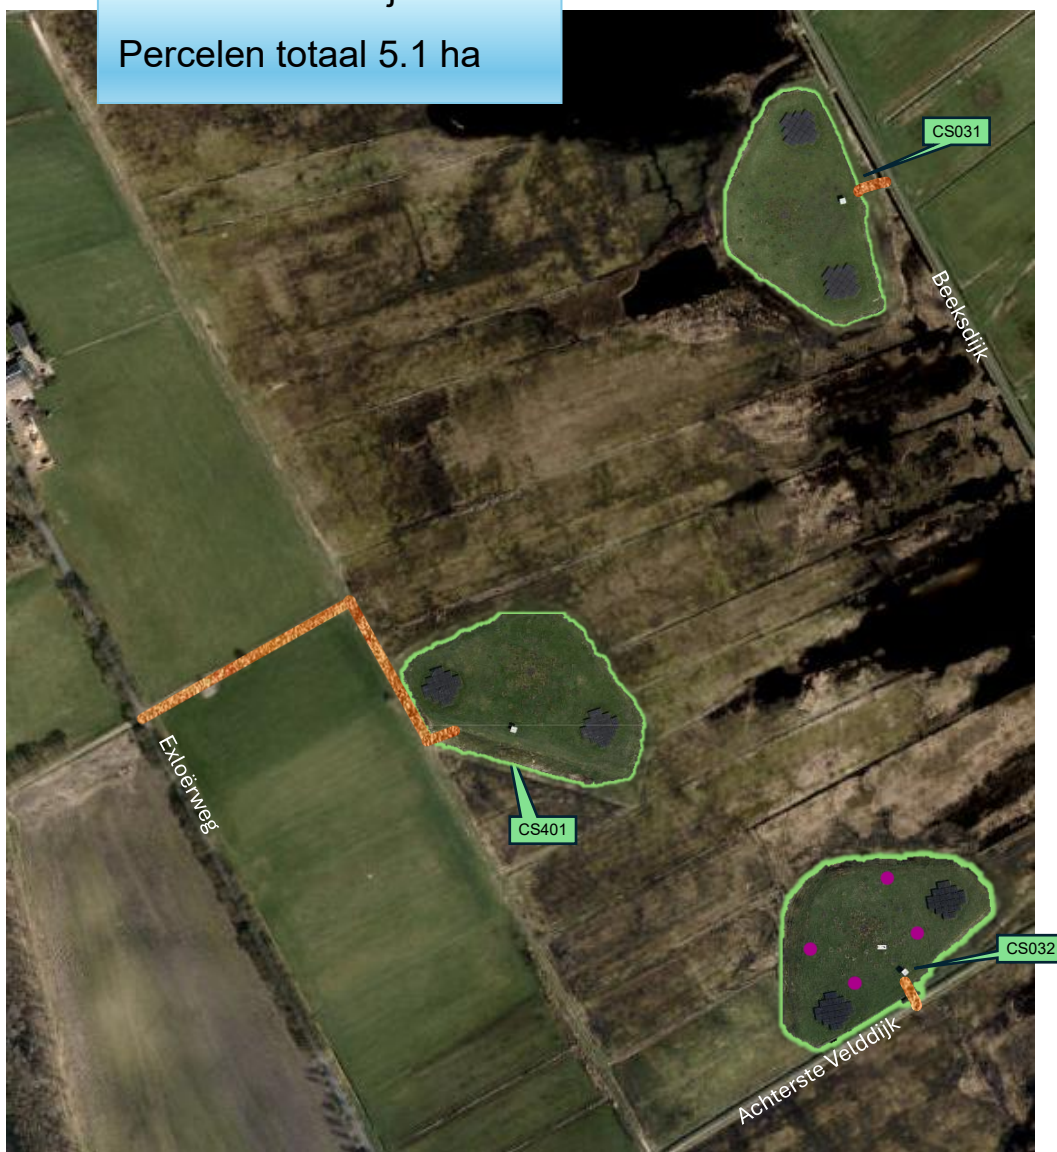 Percelen totaal 5.1 ha
CS031
Beeksdijk
Exloërweg
CS401
CS032
Achterste Velddijk